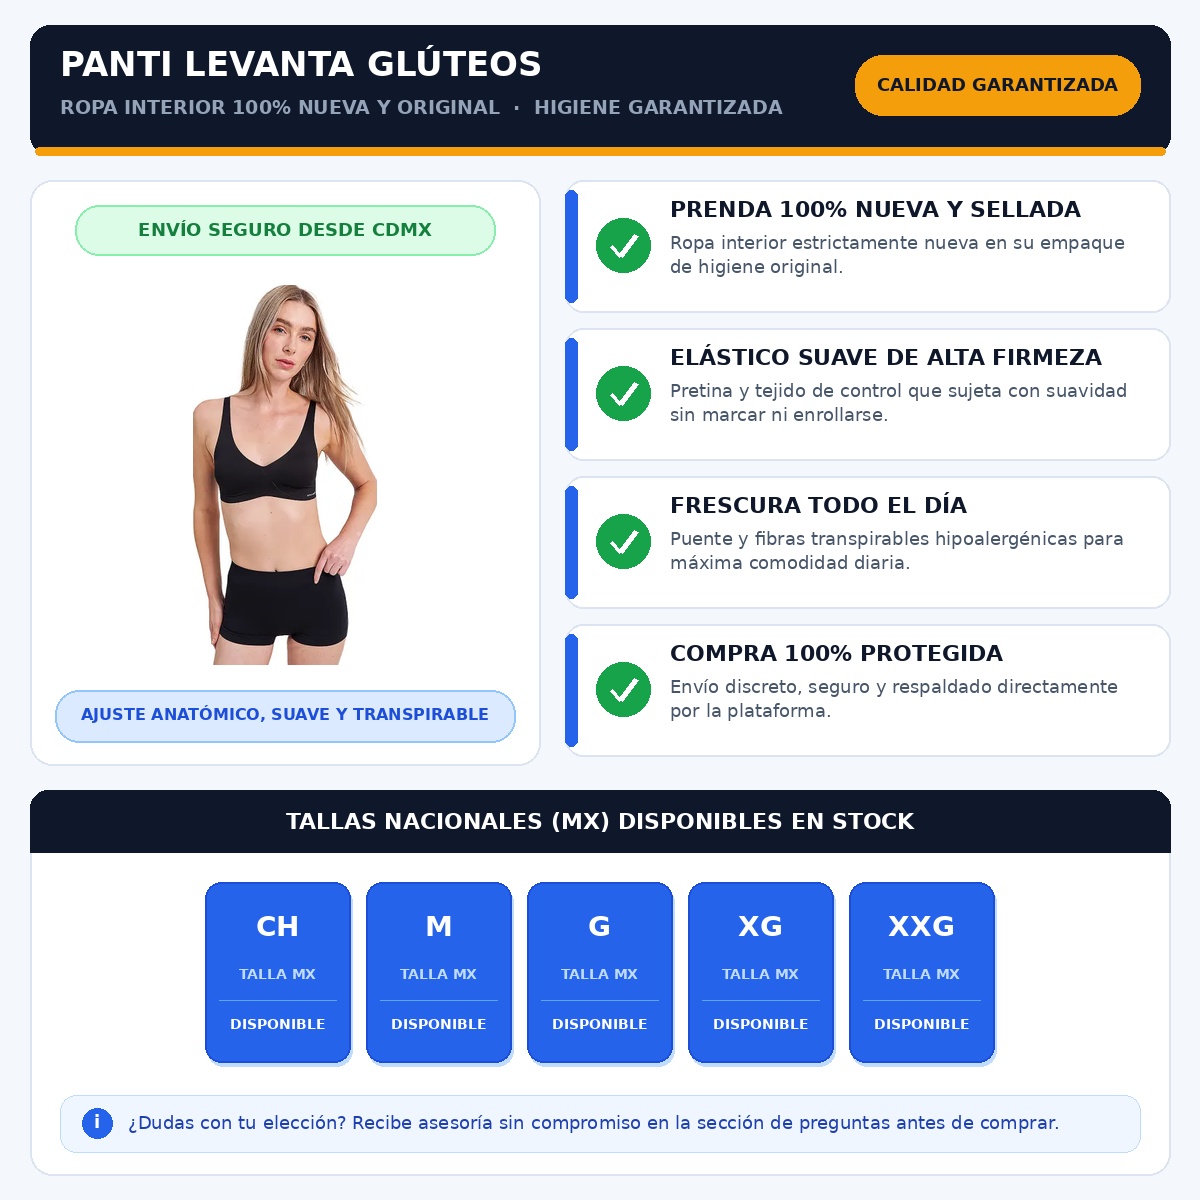 PANTI LEVANTA GLÚTEOS
ROPA INTERIOR 100% NUEVA Y ORIGINAL · HIGIENE GARANTIZADA
CALIDAD GARANTIZADA
ENVÍO SEGURO DESDE CDMX
AJUSTE ANATÓMICO, SUAVE Y TRANSPIRABLE
PRENDA 100% NUEVA Y SELLADA
Ropa interior estrictamente nueva en su empaque
de higiene original.
ELÁSTICO SUAVE DE ALTA FIRMEZA
Pretina y tejido de control que sujeta con suavidad
sin marcar ni enrollarse.
FRESCURA TODO EL DÍA
Puente y fibras transpirables hipoalergénicas para
máxima comodidad diaria.
COMPRA 100% PROTEGIDA
Envío discreto, seguro y respaldado directamente
por la plataforma.
TALLAS NACIONALES (MX) DISPONIBLES EN STOCK
CH
TALLA MX
DISPONIBLE
M
TALLA MX
DISPONIBLE
G
TALLA MX
DISPONIBLE
XG
TALLA MX
DISPONIBLE
XXG
TALLA MX
DISPONIBLE
i ¿Dudas con tu elección? Recibe asesoría sin compromiso en la sección de preguntas antes de comprar.